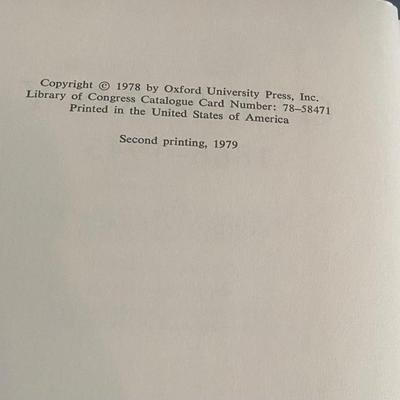 Copyright © 1978 by Oxford University Press, Inc.
Library of Congress Catalogue Card Number: 78–58471
Printed in the United States of America
Second printing, 1979